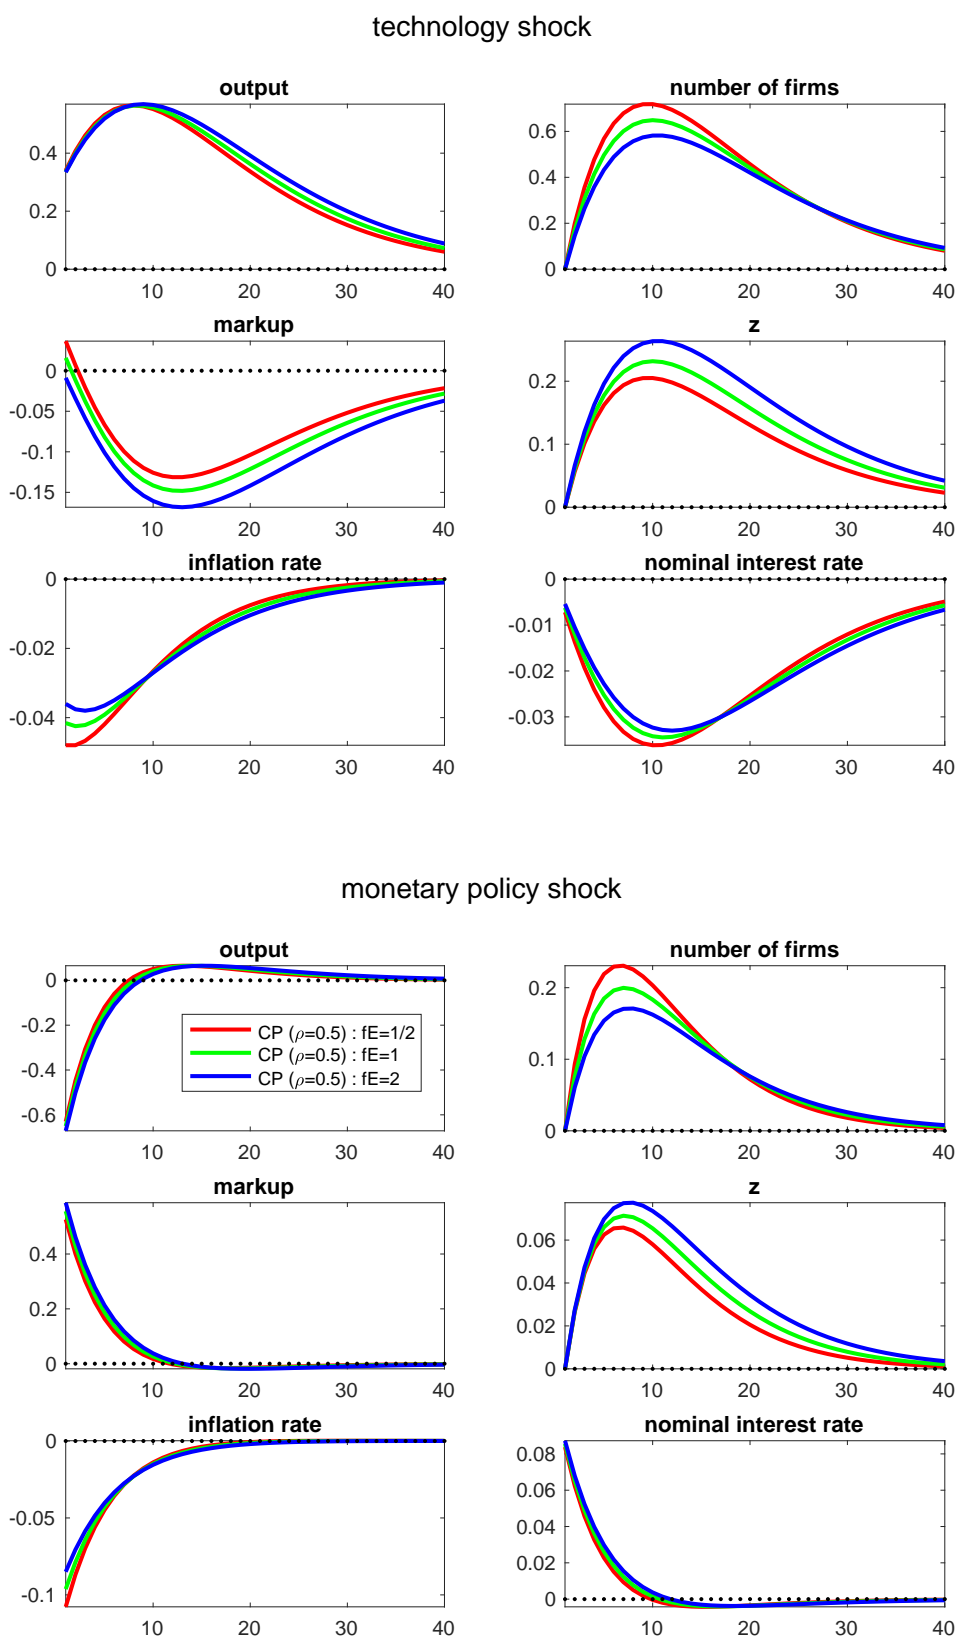 technology shock
output
0.4
0.2
0
10 20 30 40
number of firms
0.6
0.4
0.2
0
10 20 30 40
markup
0
-0.05
-0.1
-0.15
10 20 30 40
z
0.2
0.1
0
10 20 30 40
inflation rate
0
-0.02
-0.04
10 20 30 40
nominal interest rate
0
-0.01
-0.02
-0.03
10 20 30 40
monetary policy shock
output
0
-0.2
-0.4
-0.6
CP (ρ=0.5) : fE=1/2
CP (ρ=0.5) : fE=1
CP (ρ=0.5) : fE=2
10 20 30 40
number of firms
0.2
0.1
0
10 20 30 40
markup
0.4
0.2
0
10 20 30 40
z
0.06
0.04
0.02
0
10 20 30 40
inflation rate
0
-0.05
-0.1
10 20 30 40
nominal interest rate
0.08
0.06
0.04
0.02
0
10 20 30 40